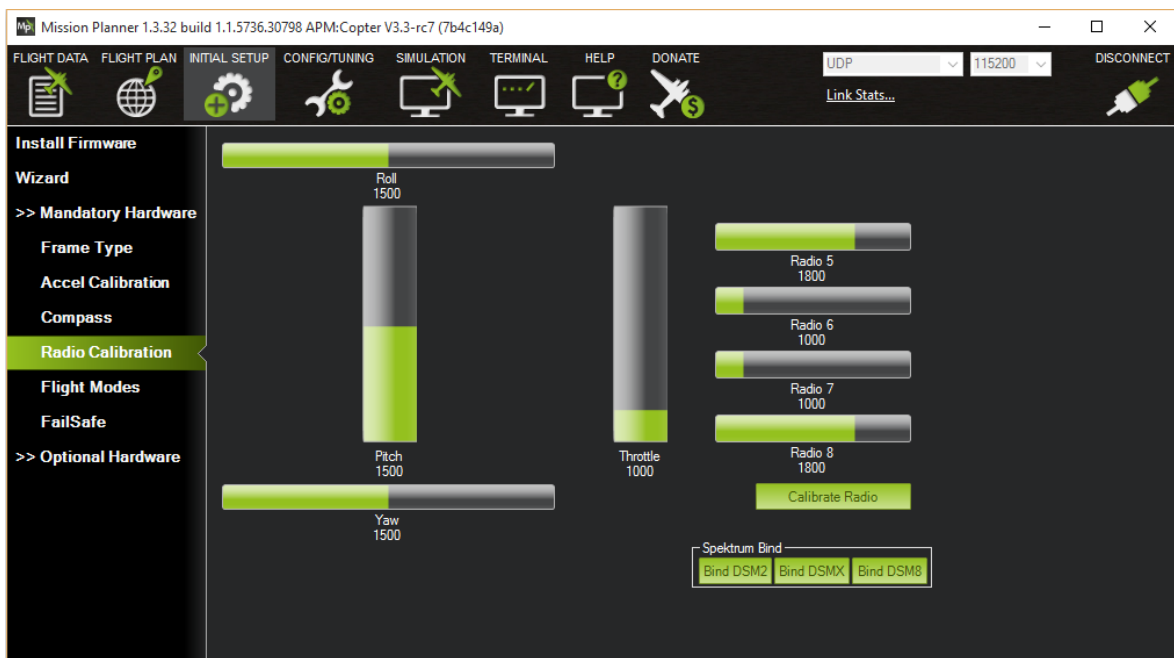 Mission Planner 1.3.32 build 1.1.5736.30798 APM:Copter V3.3-rc7 (7b4c149a)
FLIGHT DATA FLIGHT PLAN INITIAL SETUP CONFIG/TUNING SIMULATION TERMINAL HELP DONATE
UDP 115200 DISCONNECT
Link Stats...
Install Firmware
Wizard
>> Mandatory Hardware
Frame Type
Accel Calibration
Compass
Radio Calibration
Flight Modes
FailSafe
>> Optional Hardware
Roll
1500
Pitch
1500
Throttle
1000
Yaw
1500
Radio 5
1800
Radio 6
1000
Radio 7
1000
Radio 8
1800
Calibrate Radio
Spektrum Bind
Bind DSM2 Bind DSMX Bind DSM8